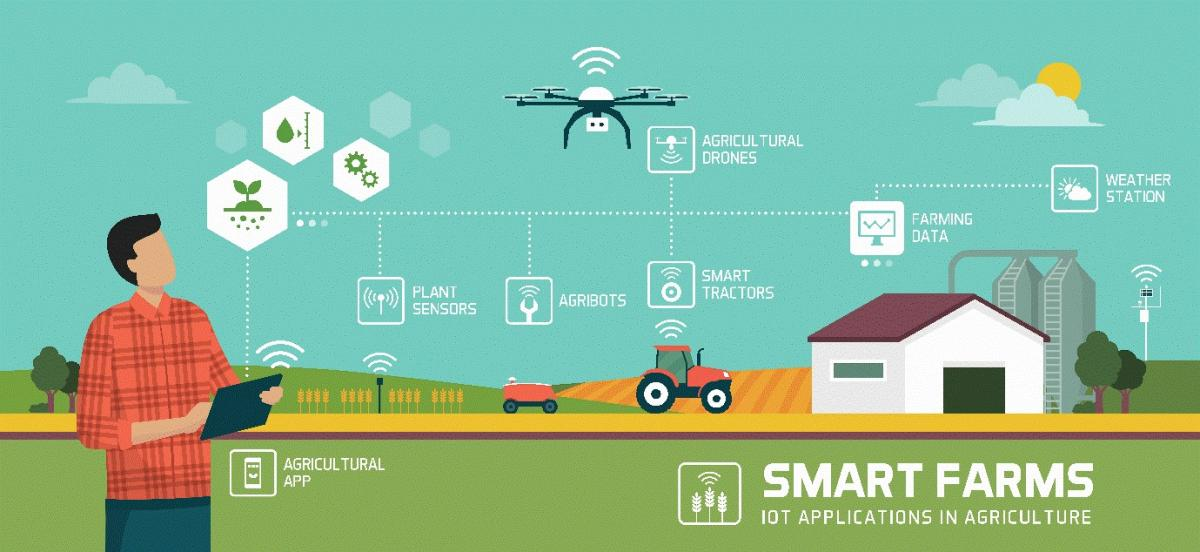 AGRICULTURAL
DRONES
WEATHER
STATION
FARMING
DATA
PLANT
SENSORS
AGRIBOTS
SMART
TRACTORS
AGRICULTURAL
APP
SMART FARMS
IOT APPLICATIONS IN AGRICULTURE